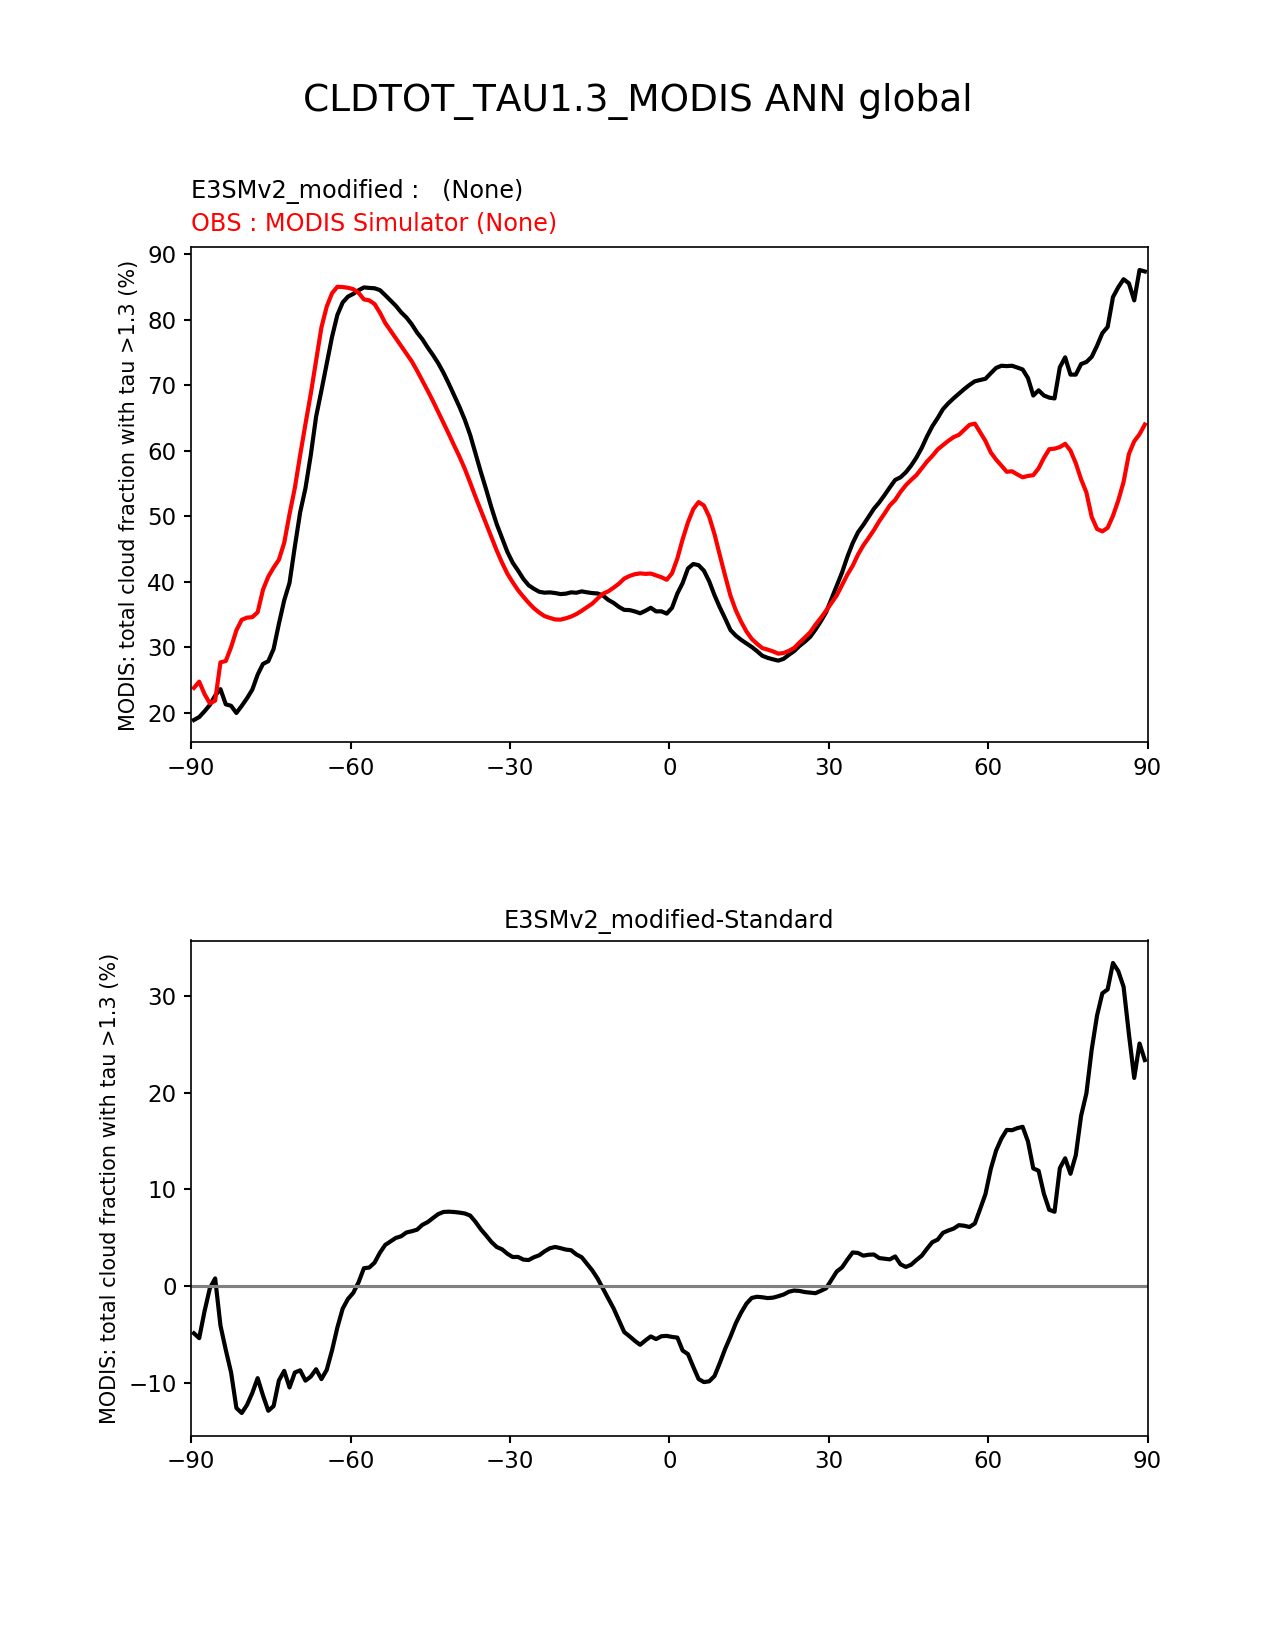 CLDTOT_TAU1.3_MODIS ANN global
E3SMv2_modified :   (None)
OBS : MODIS Simulator (None)
MODIS: total cloud fraction with tau >1.3 (%)
90
80
70
60
50
40
30
20
−90 −60 −30 0 30 60 90
E3SMv2_modified-Standard
MODIS: total cloud fraction with tau >1.3 (%)
30
20
10
0
−10
−90 −60 −30 0 30 60 90